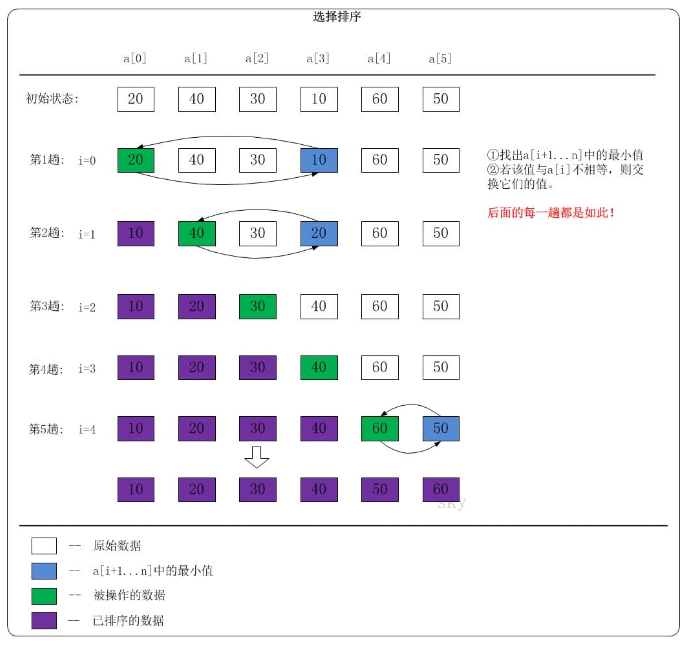 选择排序
a[0] a[1] a[2] a[3] a[4] a[5]
初始状态: 20 40 30 10 60 50
第1趟: i=0 20 40 30 10 60 50
①找出a[i+1...n]中的最小值
②若该值与a[i]不相等，则交
换它们的值。
后面的每一趟都是如此！
第2趟: i=1 10 40 30 20 60 50
第3趟: i=2 10 20 30 40 60 50
第4趟: i=3 10 20 30 40 60 50
第5趟: i=4 10 20 30 40 60 50
10 20 30 40 50 60
sky
-- 原始数据
-- a[i+1...n]中的最小值
-- 被操作的数据
-- 已排序的数据